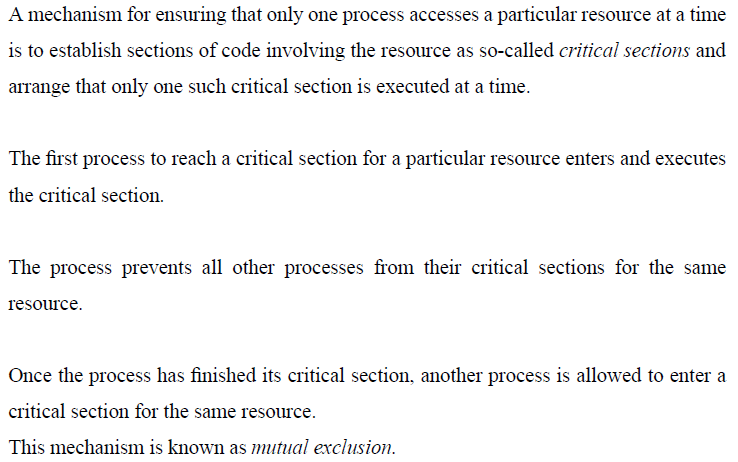 A mechanism for ensuring that only one process accesses a particular resource at a time
is to establish sections of code involving the resource as so-called critical sections and
arrange that only one such critical section is executed at a time.
The first process to reach a critical section for a particular resource enters and executes
the critical section.
The process prevents all other processes from their critical sections for the same
resource.
Once the process has finished its critical section, another process is allowed to enter a
critical section for the same resource.
This mechanism is known as mutual exclusion.